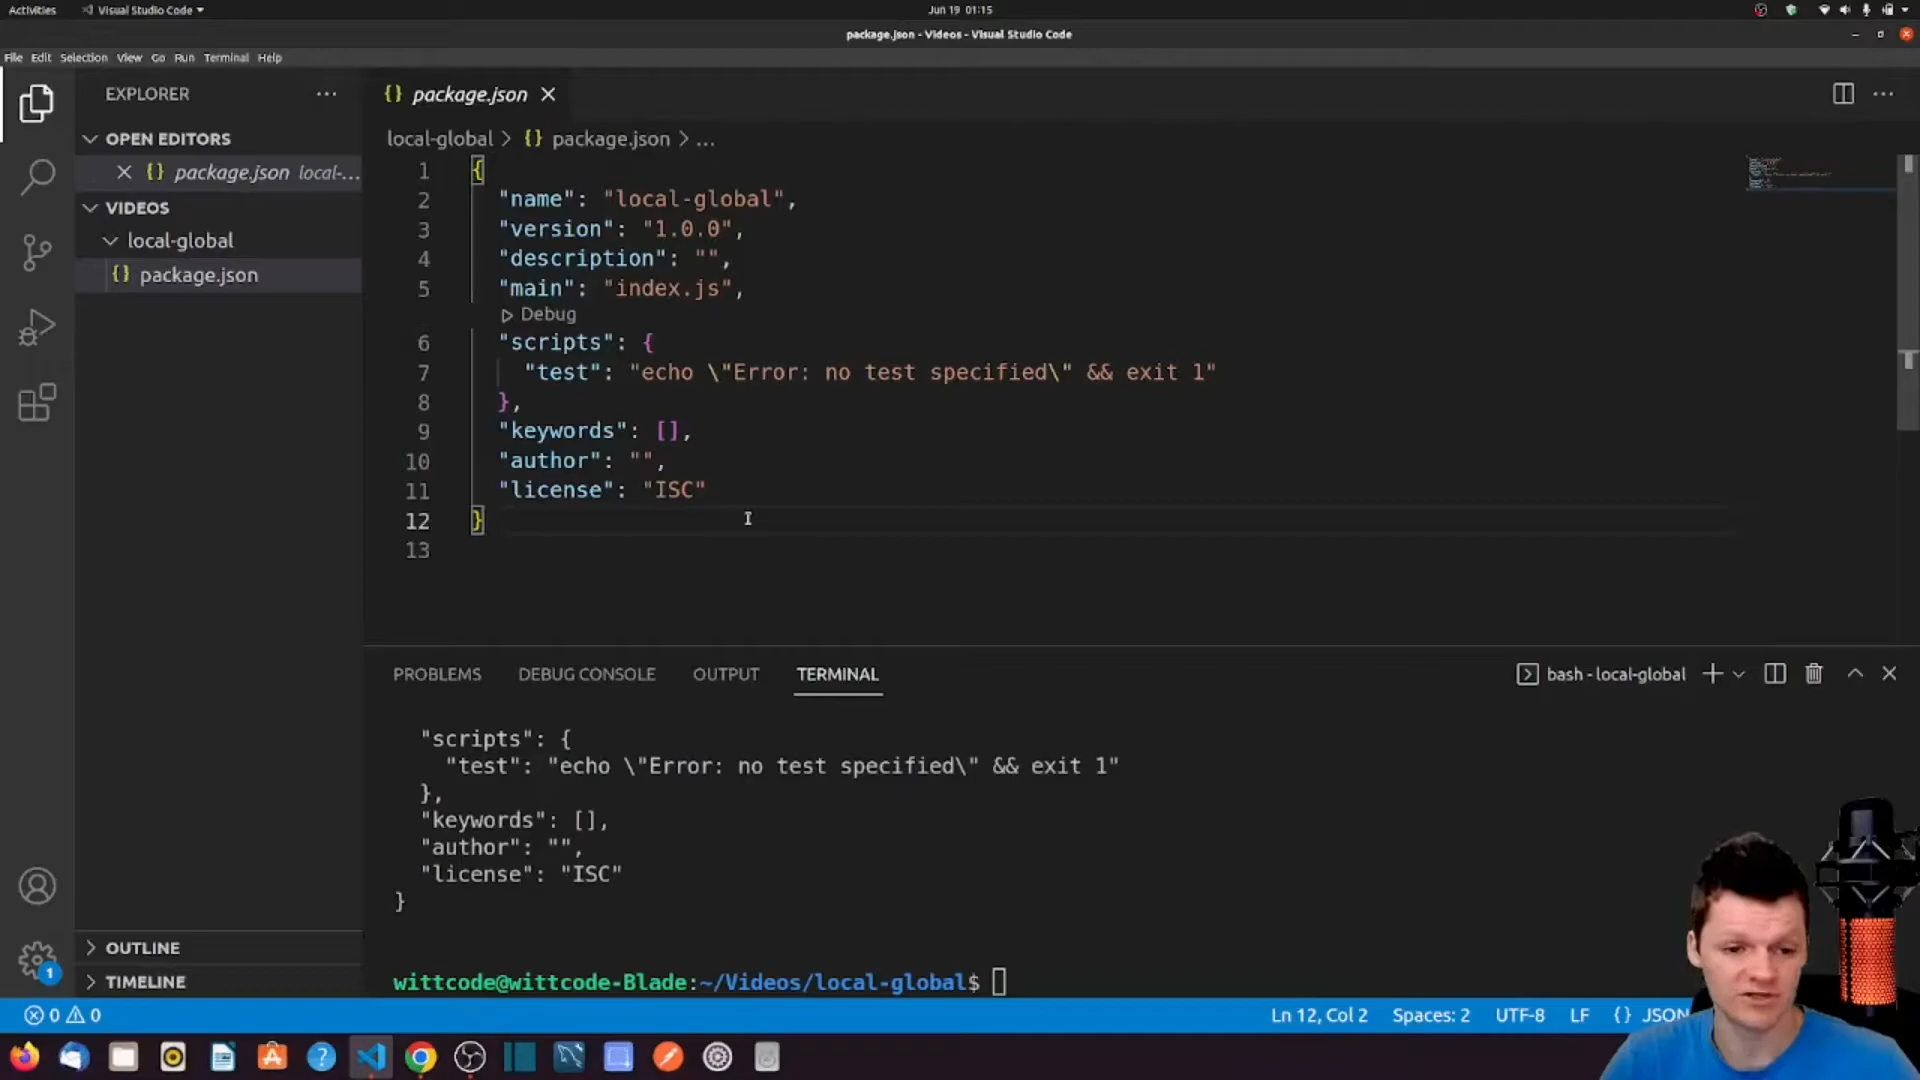 Activities Visual Studio Code Jun 19 01:15
package.json - Videos - Visual Studio Code
File Edit Selection View Go Run Terminal Help
EXPLORER
OPEN EDITORS
{} package.json local-...
VIDEOS
local-global
{} package.json
OUTLINE
TIMELINE
{} package.json
local-global > {} package.json > ...
1 {
2 "name": "local-global",
3 "version": "1.0.0",
4 "description": "",
5 "main": "index.js",
Debug
6 "scripts": {
7 "test": "echo \"Error: no test specified\" && exit 1"
8 },
9 "keywords": [],
10 "author": "",
11 "license": "ISC"
12 }
13
PROBLEMS DEBUG CONSOLE OUTPUT TERMINAL
bash - local-global
"scripts": {
"test": "echo \"Error: no test specified\" && exit 1"
},
"keywords": [],
"author": "",
"license": "ISC"
}
wittcode@wittcode-Blade:~/Videos/local-global$
1
0 0 Ln 12, Col 2 Spaces: 2 UTF-8 LF {} JSON